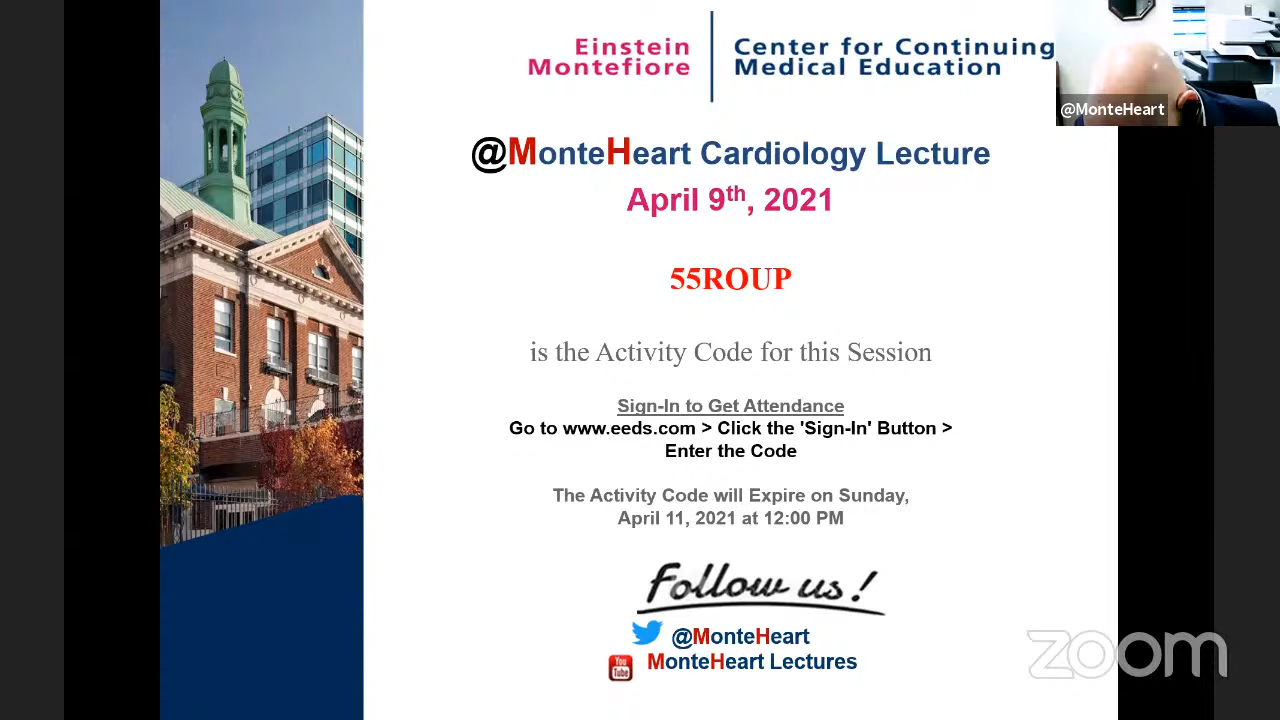 Einstein
Montefiore
Center for Continuing
Medical Education
@MonteHeart
@MonteHeart Cardiology Lecture
April 9th, 2021
55ROUP
is the Activity Code for this Session
Sign-In to Get Attendance
Go to www.eeds.com > Click the 'Sign-In' Button >
Enter the Code
The Activity Code will Expire on Sunday,
April 11, 2021 at 12:00 PM
Follow us!
@MonteHeart
You
Tube
MonteHeart Lectures
zoom